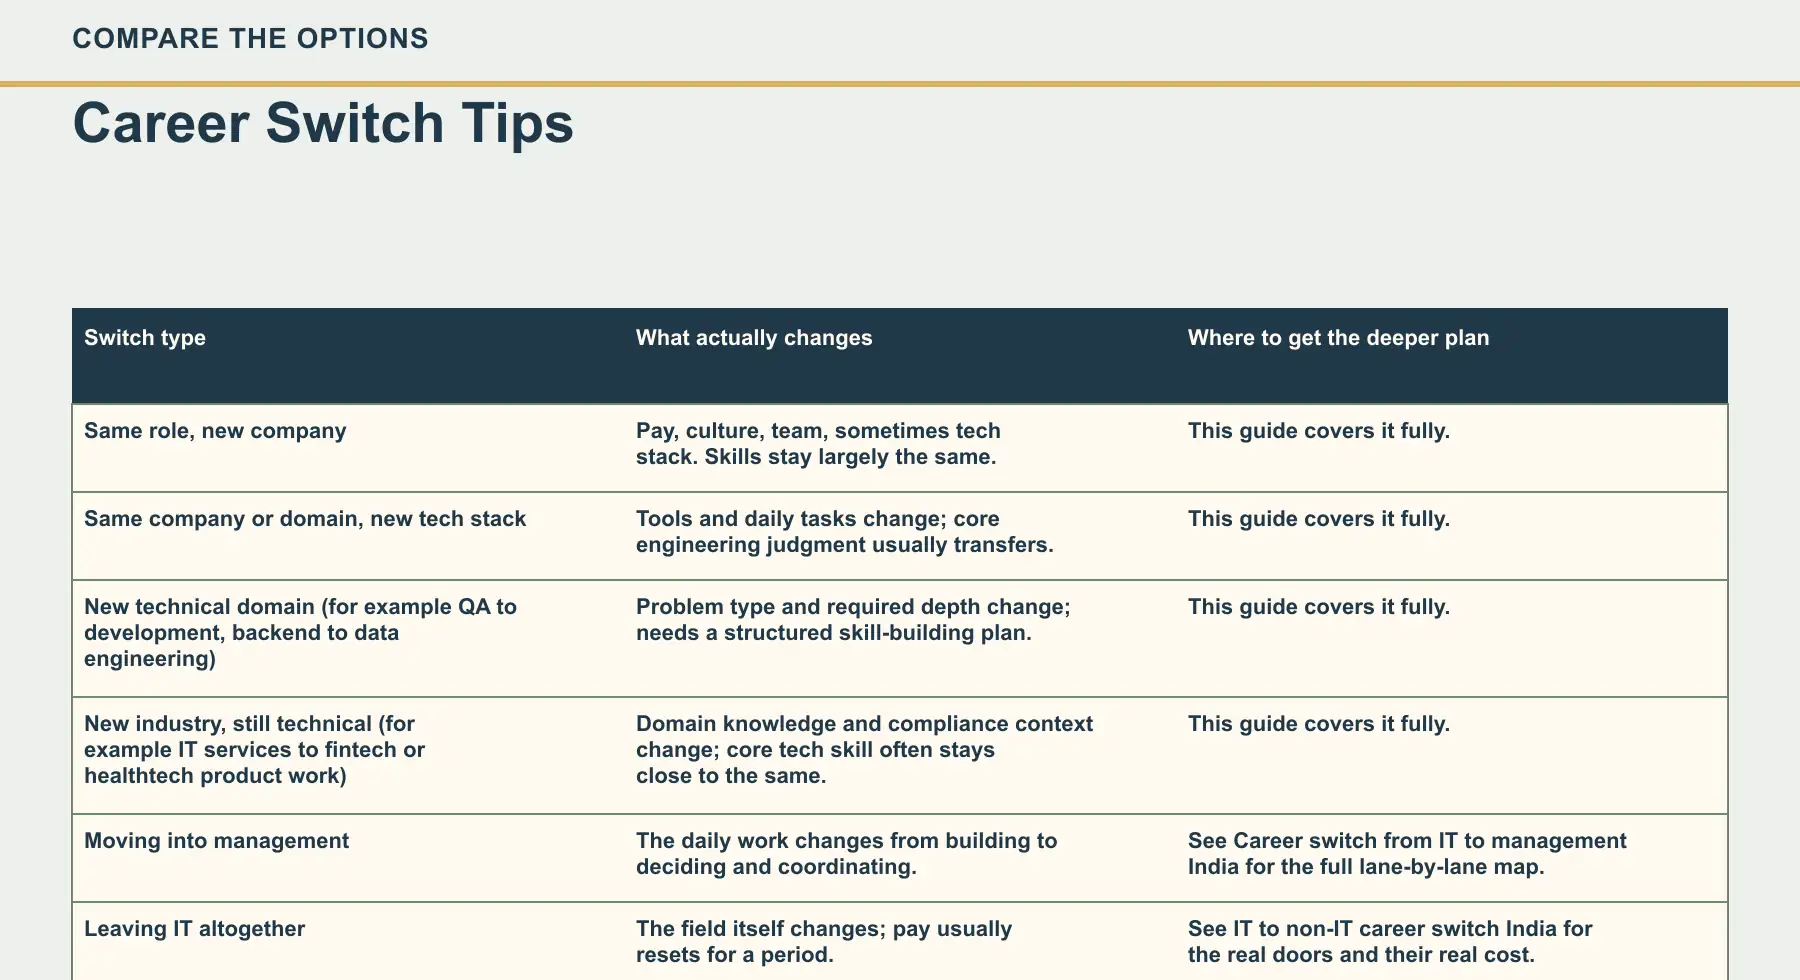 COMPARE THE OPTIONS
Career Switch Tips
Switch type
What actually changes
Where to get the deeper plan
Same role, new company
Pay, culture, team, sometimes tech
stack. Skills stay largely the same.
This guide covers it fully.
Same company or domain, new tech stack
Tools and daily tasks change; core
engineering judgment usually transfers.
This guide covers it fully.
New technical domain (for example QA to
development, backend to data
engineering)
Problem type and required depth change;
needs a structured skill-building plan.
This guide covers it fully.
New industry, still technical (for
example IT services to fintech or
healthtech product work)
Domain knowledge and compliance context
change; core tech skill often stays
close to the same.
This guide covers it fully.
Moving into management
The daily work changes from building to
deciding and coordinating.
See Career switch from IT to management
India for the full lane-by-lane map.
Leaving IT altogether
The field itself changes; pay usually
resets for a period.
See IT to non-IT career switch India for
the real doors and their real cost.